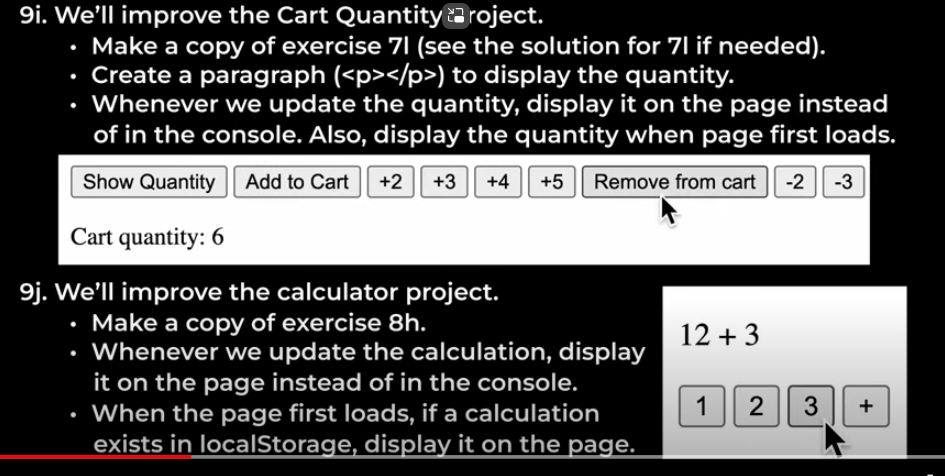 9i. We'll improve the Cart Quantity roject.
• Make a copy of exercise 7l (see the solution for 7l if needed).
• Create a paragraph (<p></p>) to display the quantity.
• Whenever we update the quantity, display it on the page instead
of in the console. Also, display the quantity when page first loads.
Show Quantity Add to Cart +2 +3 +4 +5 Remove from cart -2 -3
Cart quantity: 6
9j. We'll improve the calculator project.
• Make a copy of exercise 8h.
• Whenever we update the calculation, display
it on the page instead of in the console.
• When the page first loads, if a calculation
exists in localStorage, display it on the page.
12 + 3
1 2 3 +